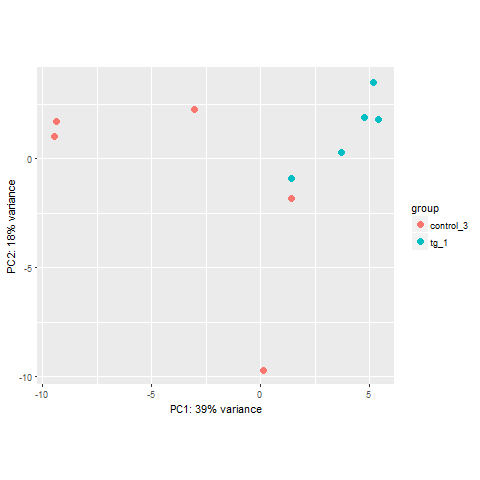 0
-5
-10
PC2: 18% variance
-10
-5
0
5
PC1: 39% variance
group
control_3
tg_1